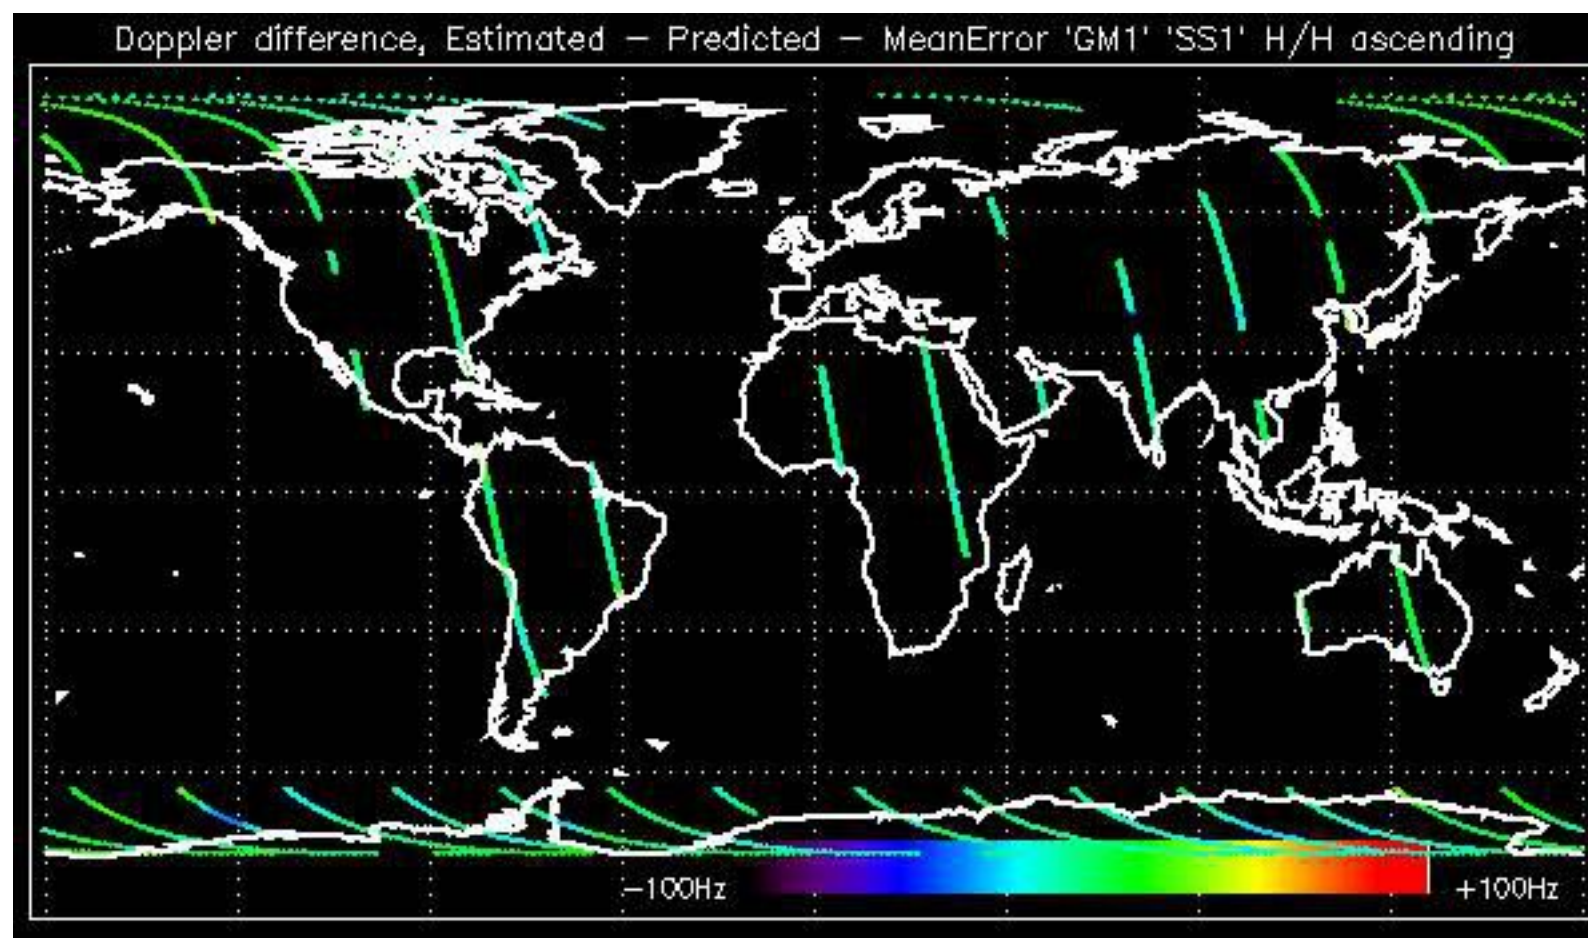 Doppler difference, Estimated – Predicted – MeanError 'GM1' 'SS1' H/H ascending
–100Hz
+100Hz